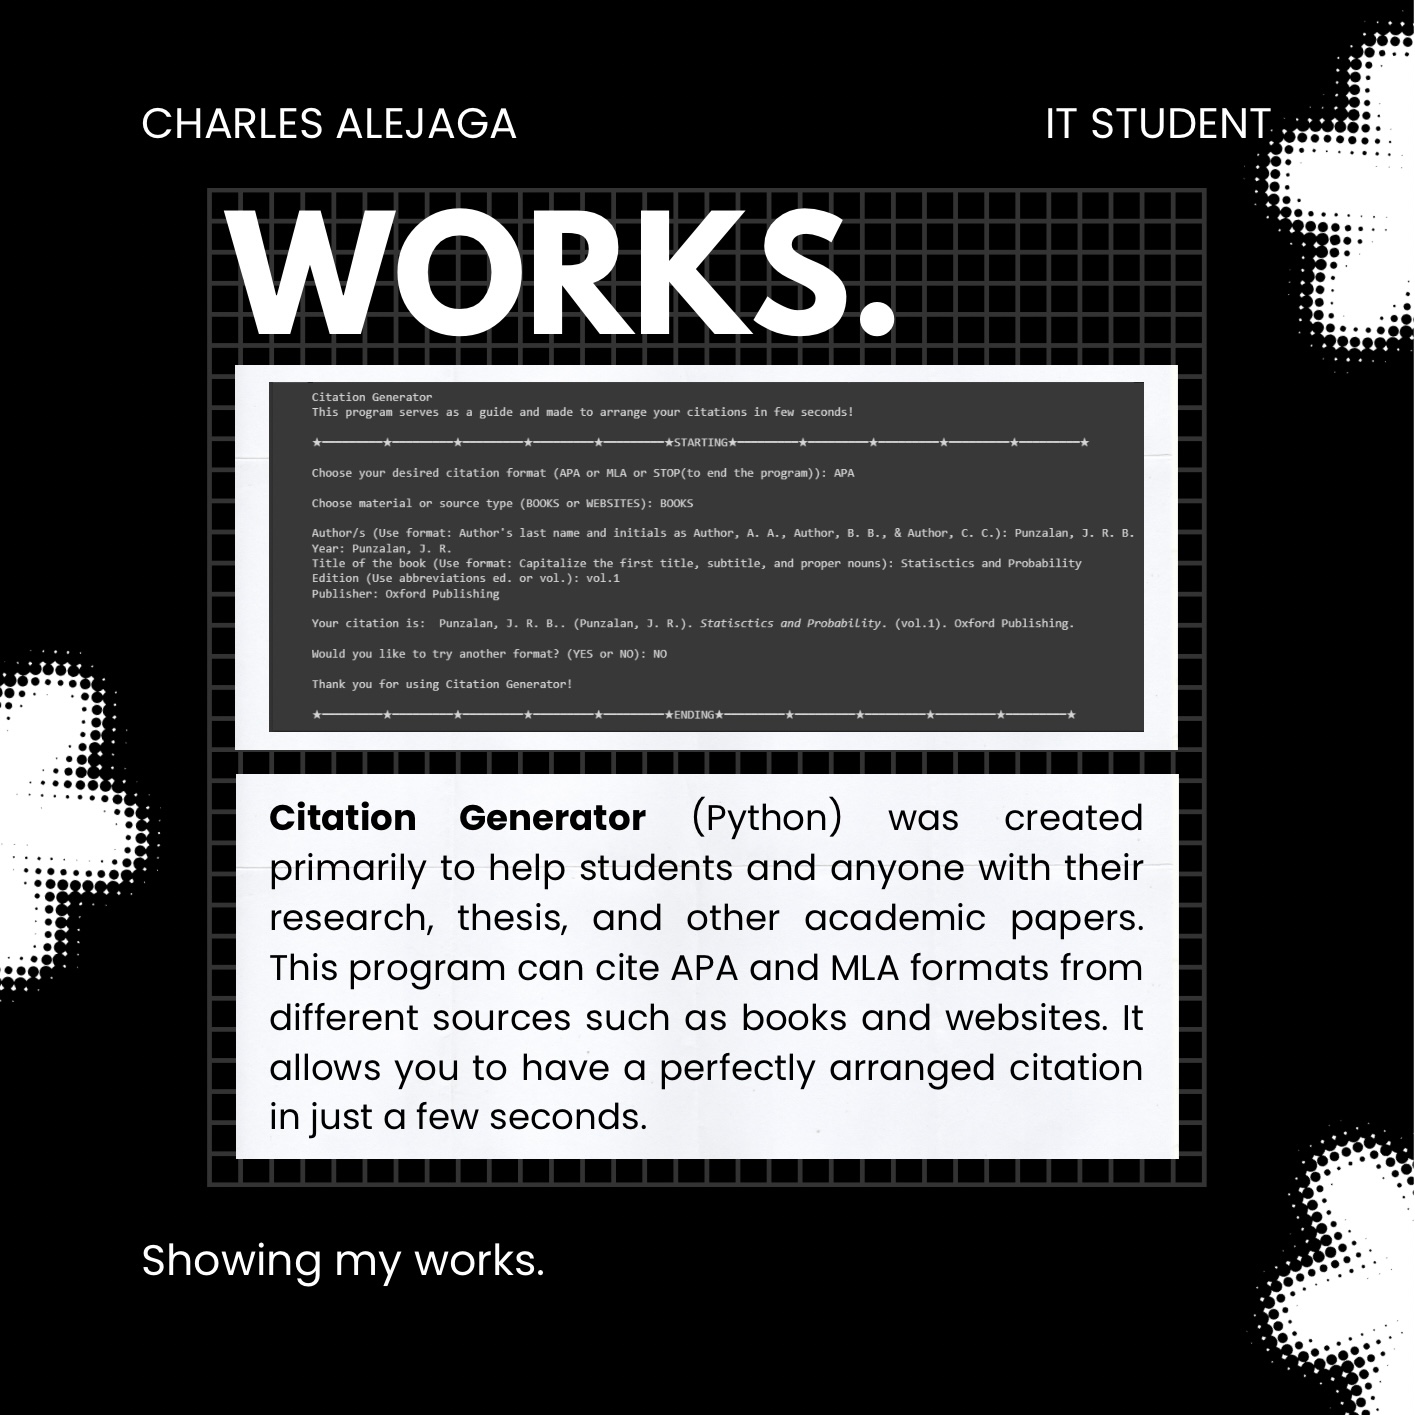 CHARLES ALEJAGA
IT STUDENT
WORKS.
Citation Generator
This program serves as a guide and made to arrange your citations in few seconds!
★―――――――★―――――――★―――――――★―――――――★―――――――★STARTING★―――――――★―――――――★―――――――★―――――――★―――――――★
Choose your desired citation format (APA or MLA or STOP(to end the program)): APA
Choose material or source type (BOOKS or WEBSITES): BOOKS
Author/s (Use format: Author's last name and initials as Author, A. A., Author, B. B., & Author, C. C.): Punzalan, J. R. B.
Year: Punzalan, J. R.
Title of the book (Use format: Capitalize the first title, subtitle, and proper nouns): Statisctics and Probability
Edition (Use abbreviations ed. or vol.): vol.1
Publisher: Oxford Publishing
Your citation is:  Punzalan, J. R. B.. (Punzalan, J. R.). Statisctics and Probability. (vol.1). Oxford Publishing.
Would you like to try another format? (YES or NO): NO
Thank you for using Citation Generator!
★―――――――★―――――――★―――――――★―――――――★―――――――★ENDING★―――――――★―――――――★―――――――★―――――――★―――――――★
Citation Generator (Python) was created
primarily to help students and anyone with their
research, thesis, and other academic papers.
This program can cite APA and MLA formats from
different sources such as books and websites. It
allows you to have a perfectly arranged citation
in just a few seconds.
Showing my works.